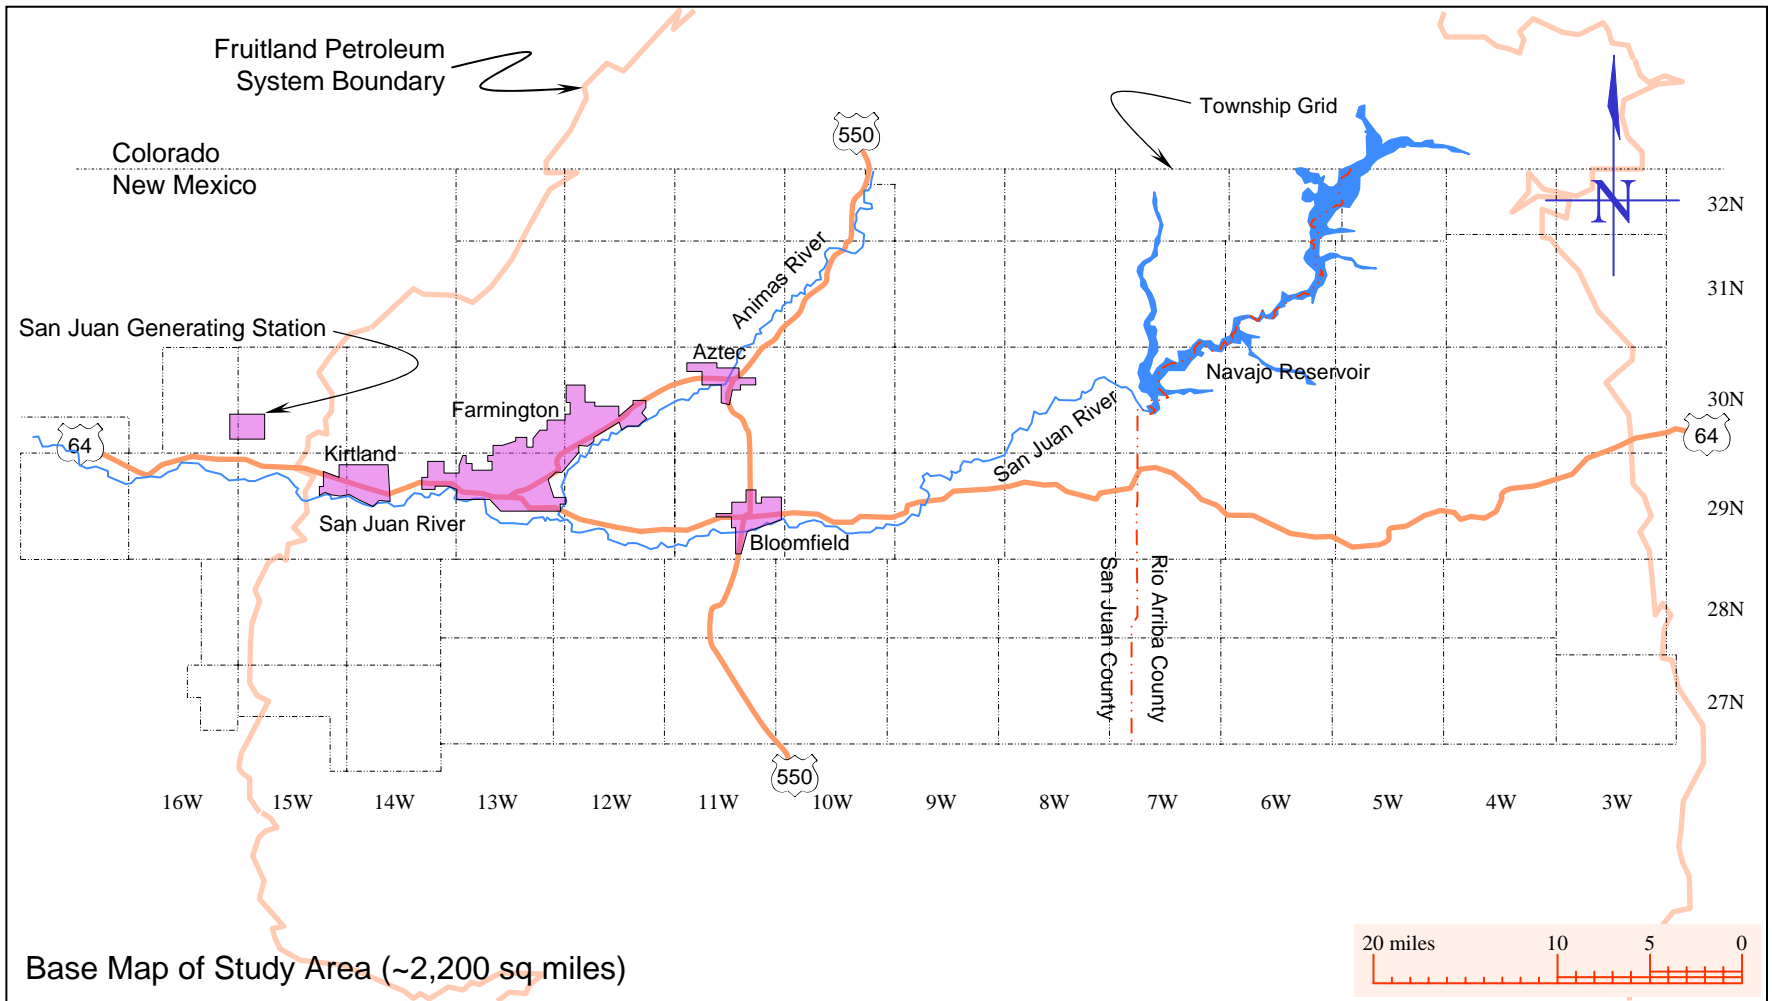 Fruitland Petroleum
System Boundary
550
Township Grid
Colorado
New Mexico
N
32N
Animas River
31N
San Juan Generating Station
Aztec
Navajo Reservoir
Farmington
30N
San Juan River
64
64
Kirtland
29N
San Juan River
Bloomfield
San Juan County
Rio Arriba County
28N
27N
550
16W 15W 14W 13W 12W 11W 10W 9W 8W 7W 6W 5W 4W 3W
20 miles 10 5 0
Base Map of Study Area (~2,200 sq miles)